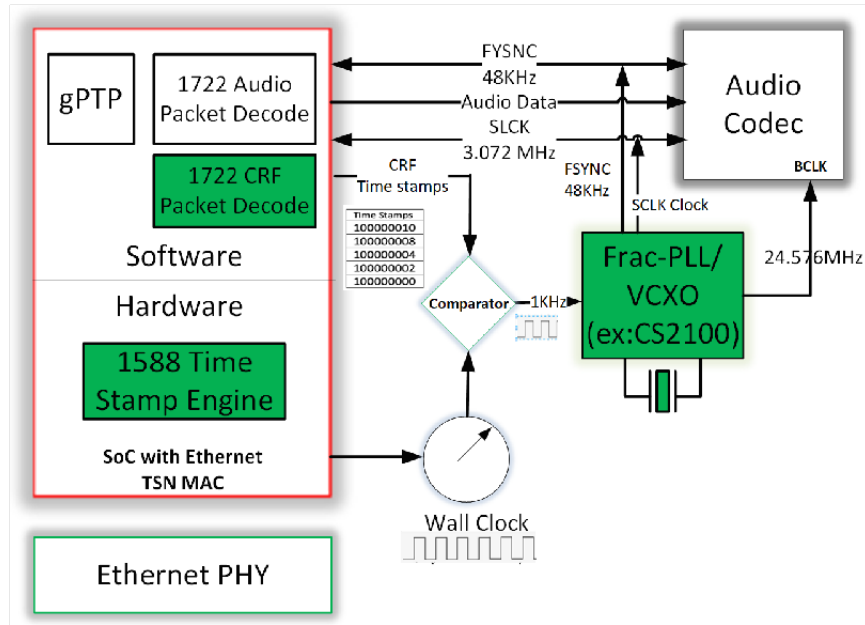 gPTP
1722 Audio
Packet Decode
1722 CRF
Packet Decode
Software
Hardware
1588 Time
Stamp Engine
SoC with Ethernet
TSN MAC
Ethernet PHY
FYSNC
48KHz
Audio Data
SLCK
3.072 MHz
CRF
Time stamps
Time Stamps
100000010
100000008
100000004
100000002
100000000
Comparator
1KHz
Wall Clock
FSYNC
48KHz
SCLK Clock
Frac-PLL/
VCXO
(ex:CS2100)
24.576MHz
Audio
Codec
BCLK